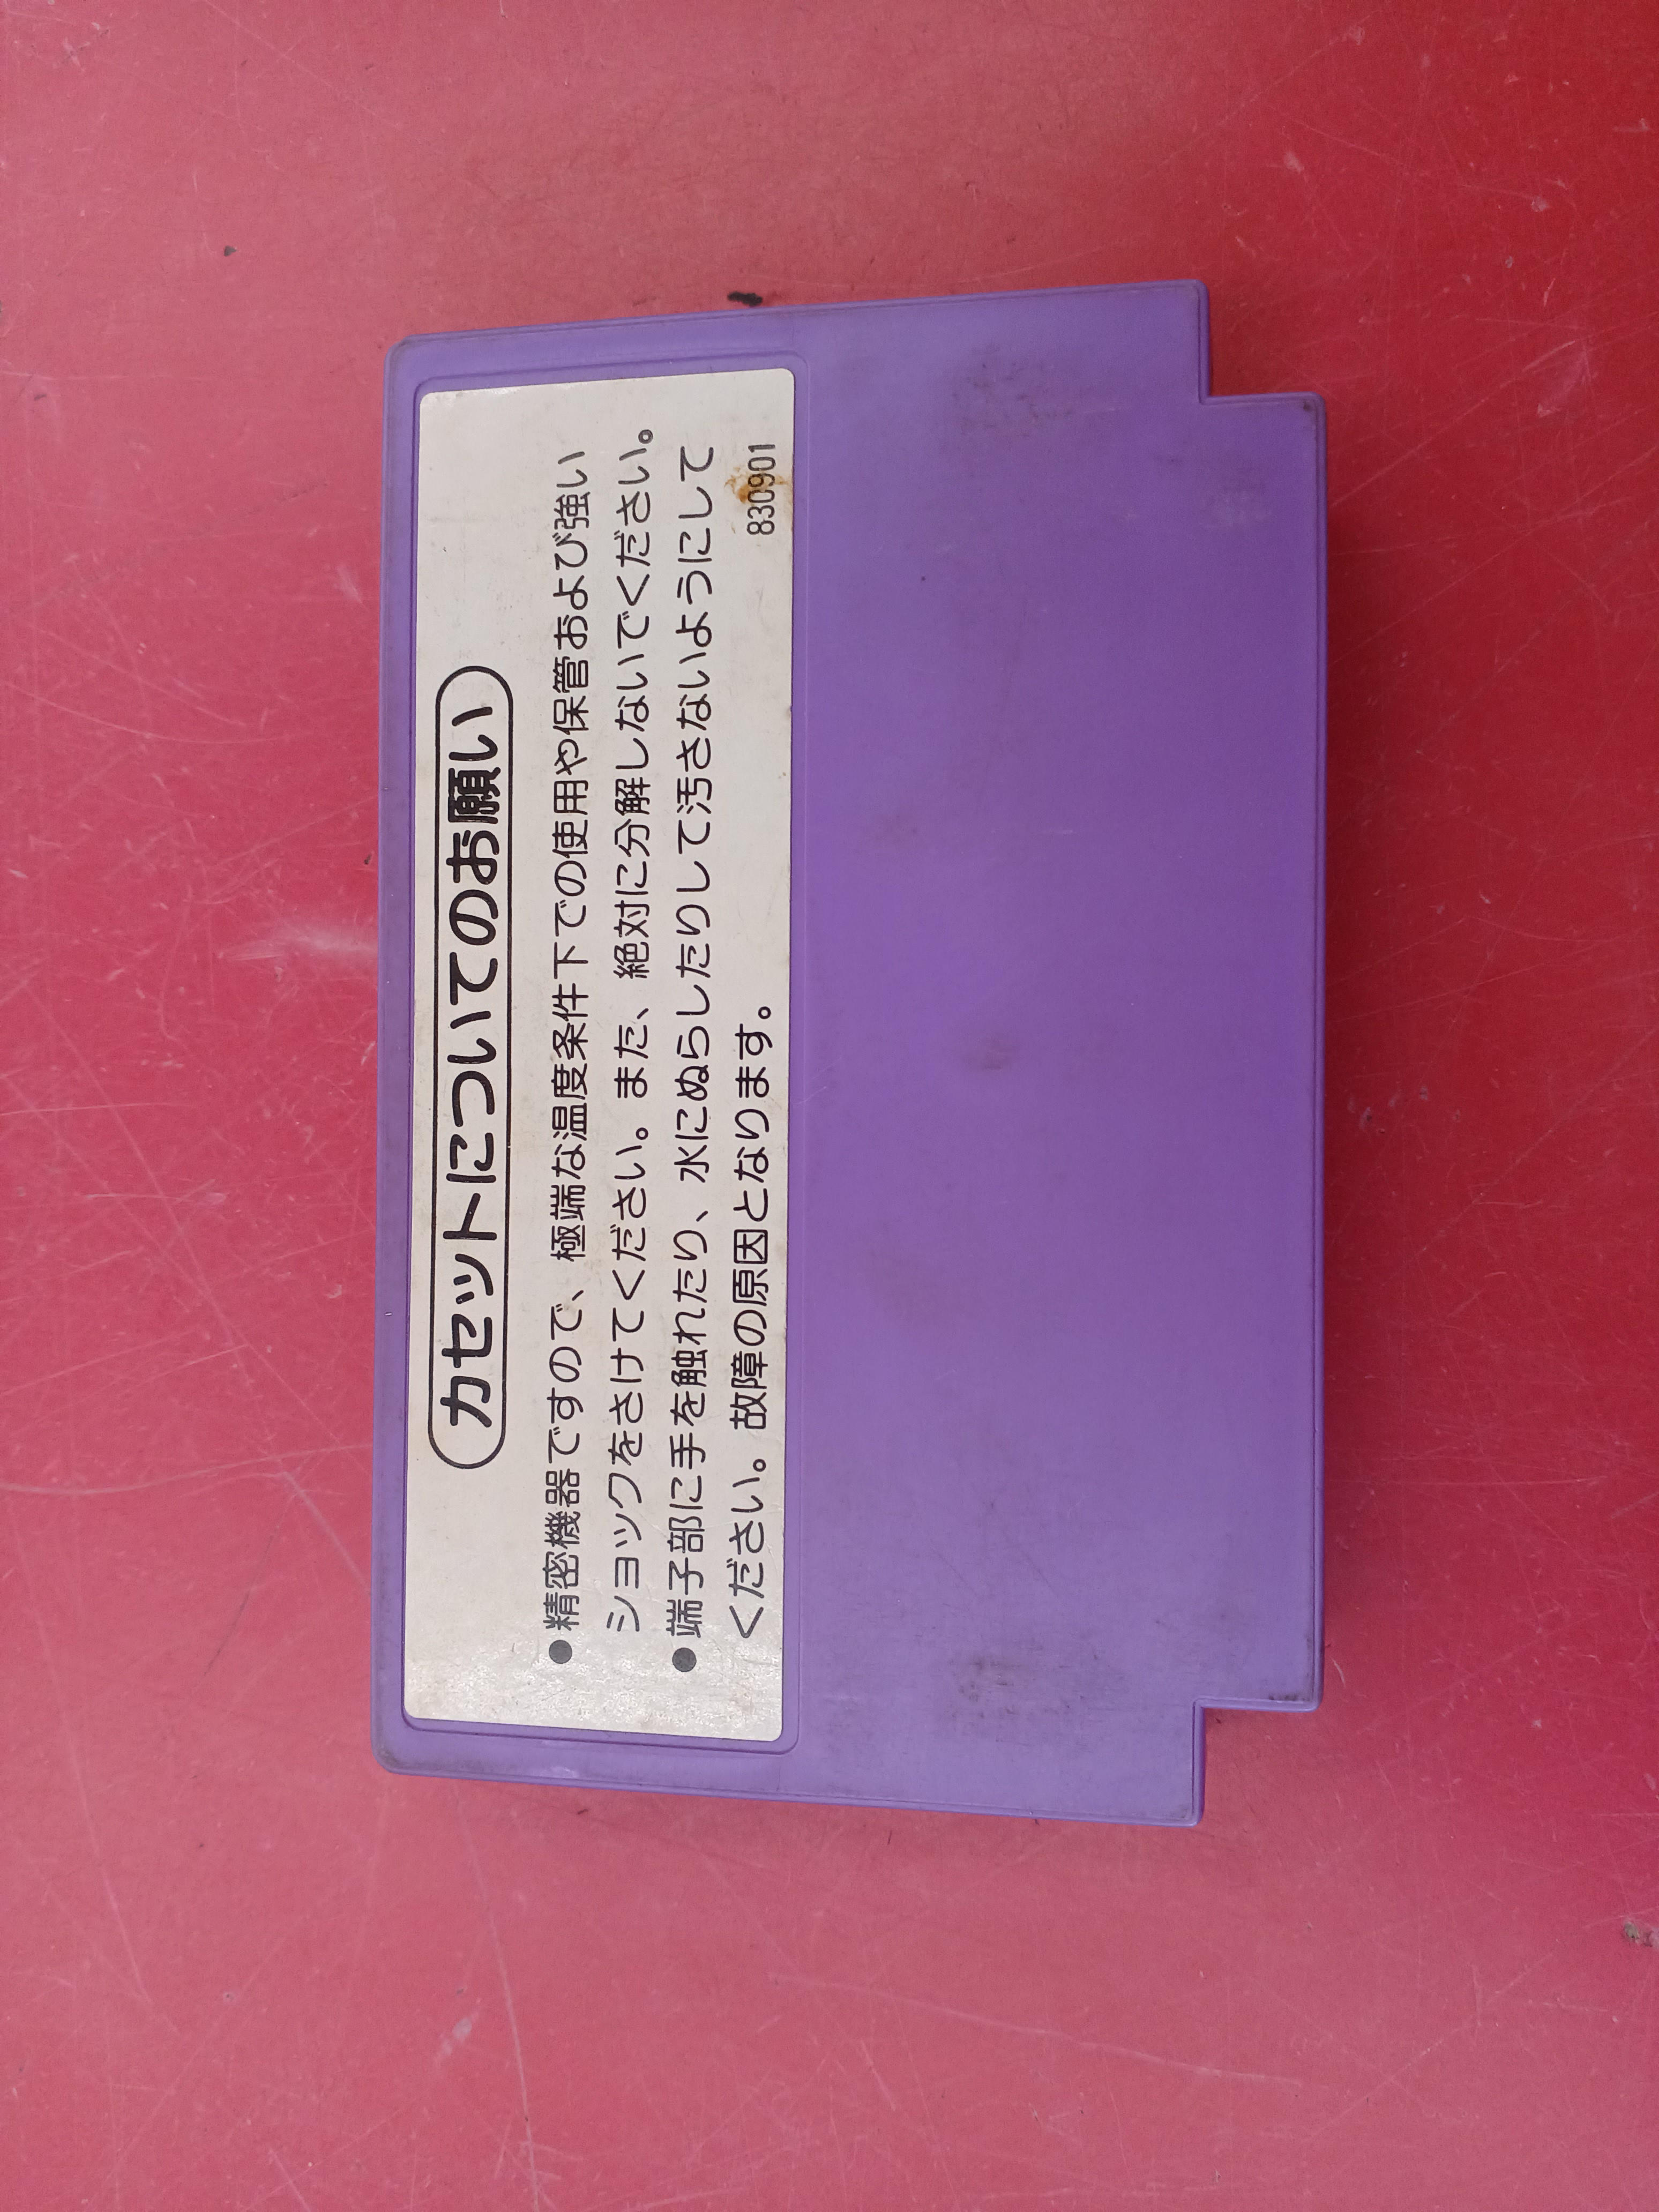 カセットについてのお願い
●精密機器ですので、極端な温度条件下での使用や保管および強い
ショックをさけてください。また、絶対に分解しないでください。
●端子部に手を触れたり、水にぬらしたりして汚さないようにして
ください。故障の原因となります。
830901